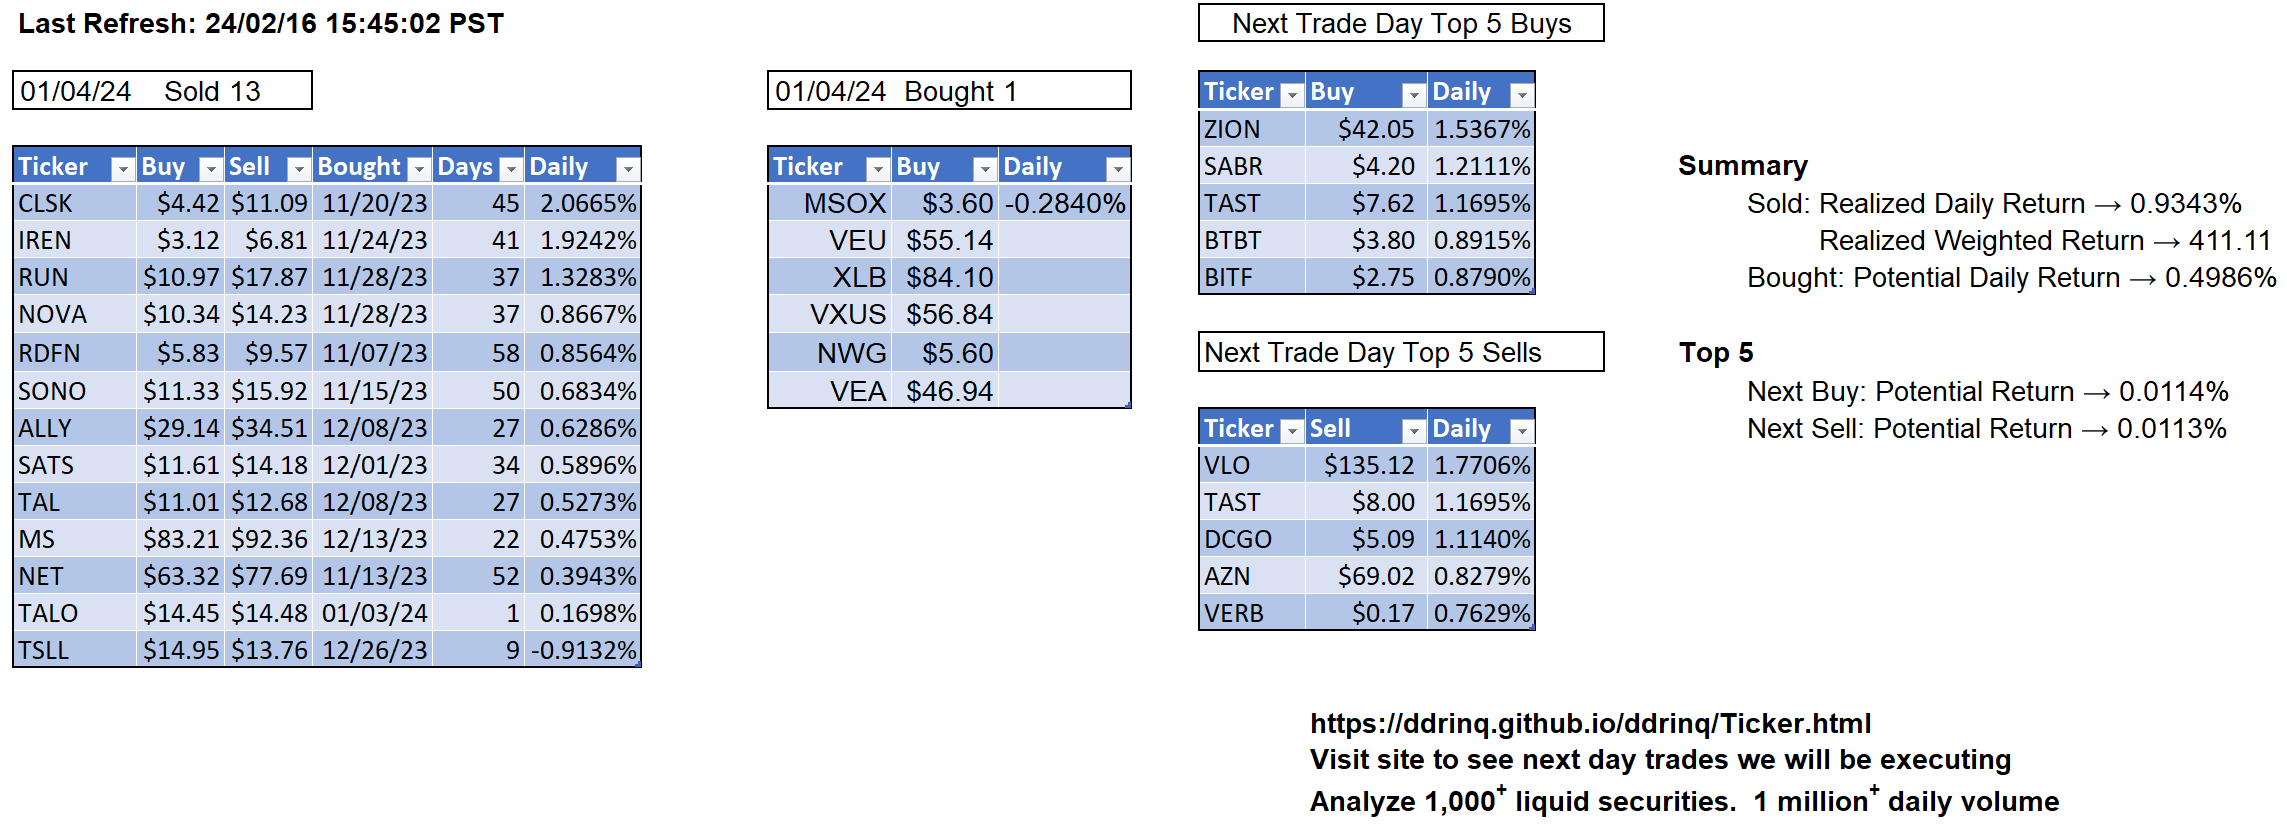 Last Refresh: 24/02/16 15:45:02 PST
01/04/24 Sold 13
Ticker Buy Sell Bought Days Daily
CLSK $4.42 $11.09 11/20/23 45 2.0665%
IREN $3.12 $6.81 11/24/23 41 1.9242%
RUN $10.97 $17.87 11/28/23 37 1.3283%
NOVA $10.34 $14.23 11/28/23 37 0.8667%
RDFN $5.83 $9.57 11/07/23 58 0.8564%
SONO $11.33 $15.92 11/15/23 50 0.6834%
ALLY $29.14 $34.51 12/08/23 27 0.6286%
SATS $11.61 $14.18 12/01/23 34 0.5896%
TAL $11.01 $12.68 12/08/23 27 0.5273%
MS $83.21 $92.36 12/13/23 22 0.4753%
NET $63.32 $77.69 11/13/23 52 0.3943%
TALO $14.45 $14.48 01/03/24 1 0.1698%
TSLL $14.95 $13.76 12/26/23 9 -0.9132%
01/04/24 Bought 1
Ticker Buy Daily
MSOX $3.60 -0.2840%
VEU $55.14
XLB $84.10
VXUS $56.84
NWG $5.60
VEA $46.94
Next Trade Day Top 5 Buys
Ticker Buy Daily
ZION $42.05 1.5367%
SABR $4.20 1.2111%
TAST $7.62 1.1695%
BTBT $3.80 0.8915%
BITF $2.75 0.8790%
Next Trade Day Top 5 Sells
Ticker Sell Daily
VLO $135.12 1.7706%
TAST $8.00 1.1695%
DCGO $5.09 1.1140%
AZN $69.02 0.8279%
VERB $0.17 0.7629%
Summary
Sold: Realized Daily Return → 0.9343%
Realized Weighted Return → 411.11
Bought: Potential Daily Return → 0.4986%
Top 5
Next Buy: Potential Return → 0.0114%
Next Sell: Potential Return → 0.0113%
https://ddrinq.github.io/ddrinq/Ticker.html
Visit site to see next day trades we will be executing
Analyze 1,000+ liquid securities. 1 million+ daily volume